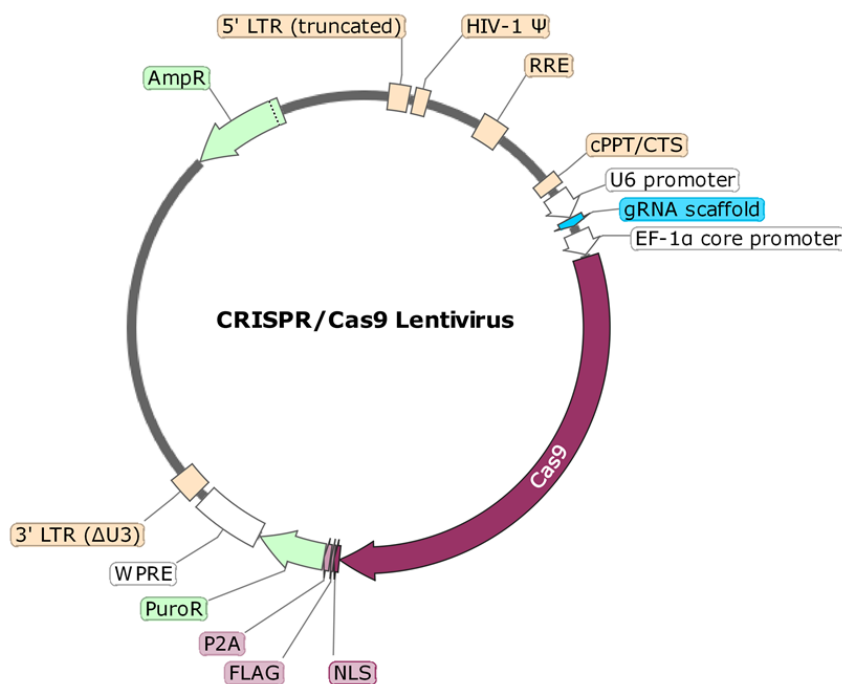 5' LTR (truncated)
HIV-1 Ψ
AmpR
RRE
cPPT/CTS
U6 promoter
gRNA scaffold
EF-1α core promoter
CRISPR/Cas9 Lentivirus
Cas9
3' LTR (ΔU3)
WPRE
PuroR
P2A
FLAG
NLS